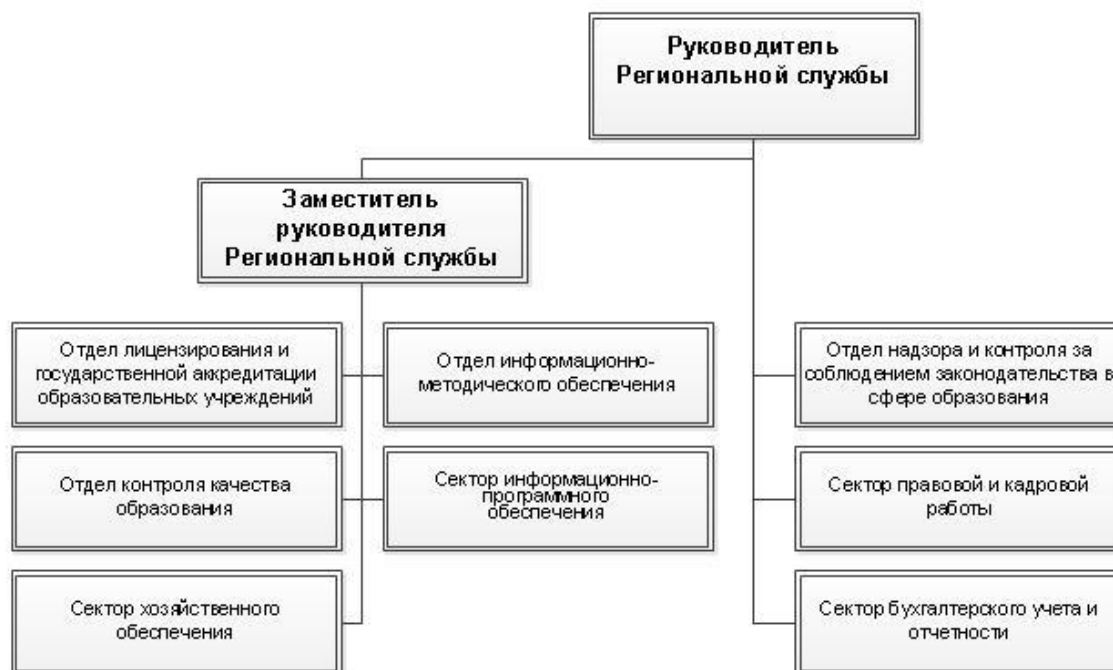 Руководитель
Региональной службы
Заместитель
руководителя
Региональной службы
Отдел лицензирования и
государственной аккредитации
образовательных учреждений
Отдел информационно-
методического обеспечения
Отдел надзора и контроля за
соблюдением законодательства в
сфере образования
Отдел контроля качества
образования
Сектор информационно-
программного
обеспечения
Сектор правовой и кадровой
работы
Сектор хозяйственного
обеспечения
Сектор бухгалтерского учета и
отчетности